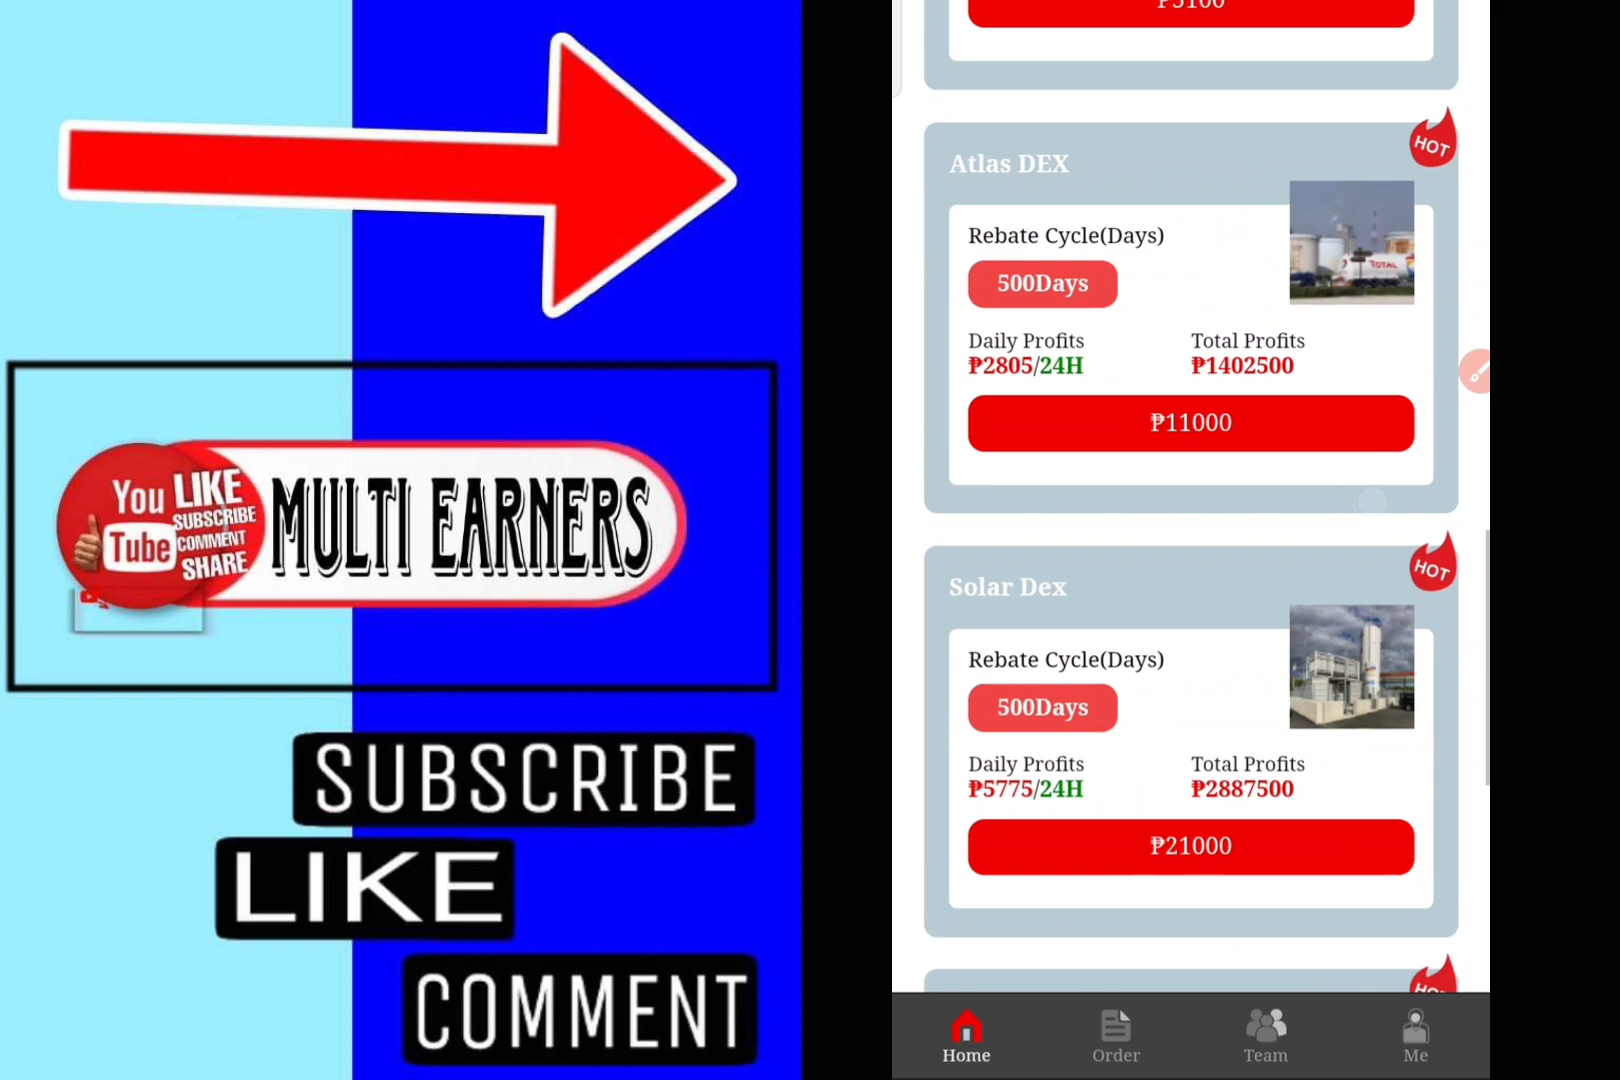 You
Tube
LIKE
SUBSCRIBE
COMMENT
SHARE
MULTI EARNERS
SUBSCRIBE
LIKE
COMMENT
HOT
Atlas DEX
Rebate Cycle(Days)
500Days
TOTAL
Daily Profits Total Profits
₱2805/24H ₱1402500
₱11000
HOT
Solar Dex
Rebate Cycle(Days)
500Days
Daily Profits Total Profits
₱5775/24H ₱2887500
₱21000
Home Order Team Me